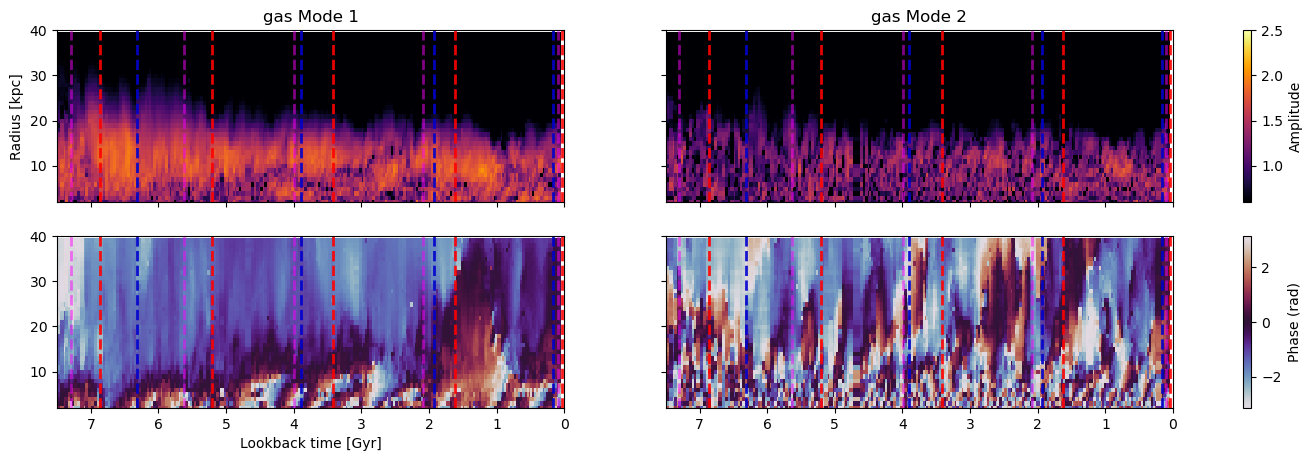 gas Mode 1
gas Mode 2
40
30
20
10
Radius [kpc]
2.5
2.0
1.5
1.0
Amplitude
40
30
20
10
7 6 5 4 3 2 1 0
Lookback time [Gyr]
7 6 5 4 3 2 1 0
2
0
−2
Phase (rad)